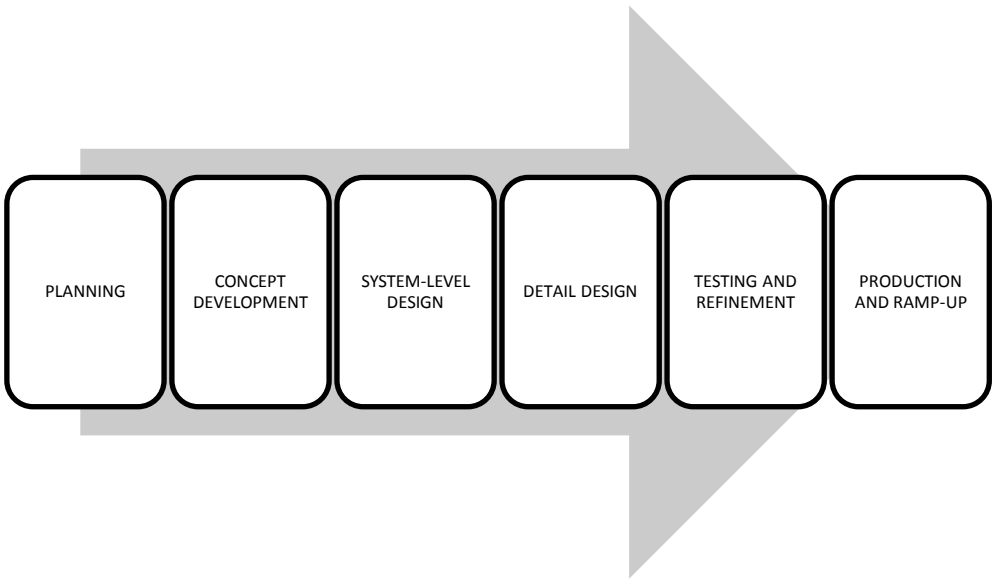 PLANNING
CONCEPT
DEVELOPMENT
SYSTEM-LEVEL
DESIGN
DETAIL DESIGN
TESTING AND
REFINEMENT
PRODUCTION
AND RAMP-UP